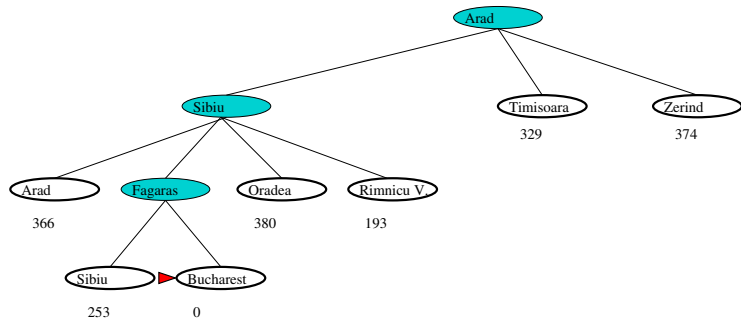 Arad
Sibiu Timisoara Zerind
329 374
Arad Fagaras Oradea Rimnicu V.
366 380 193
Sibiu Bucharest
253 0